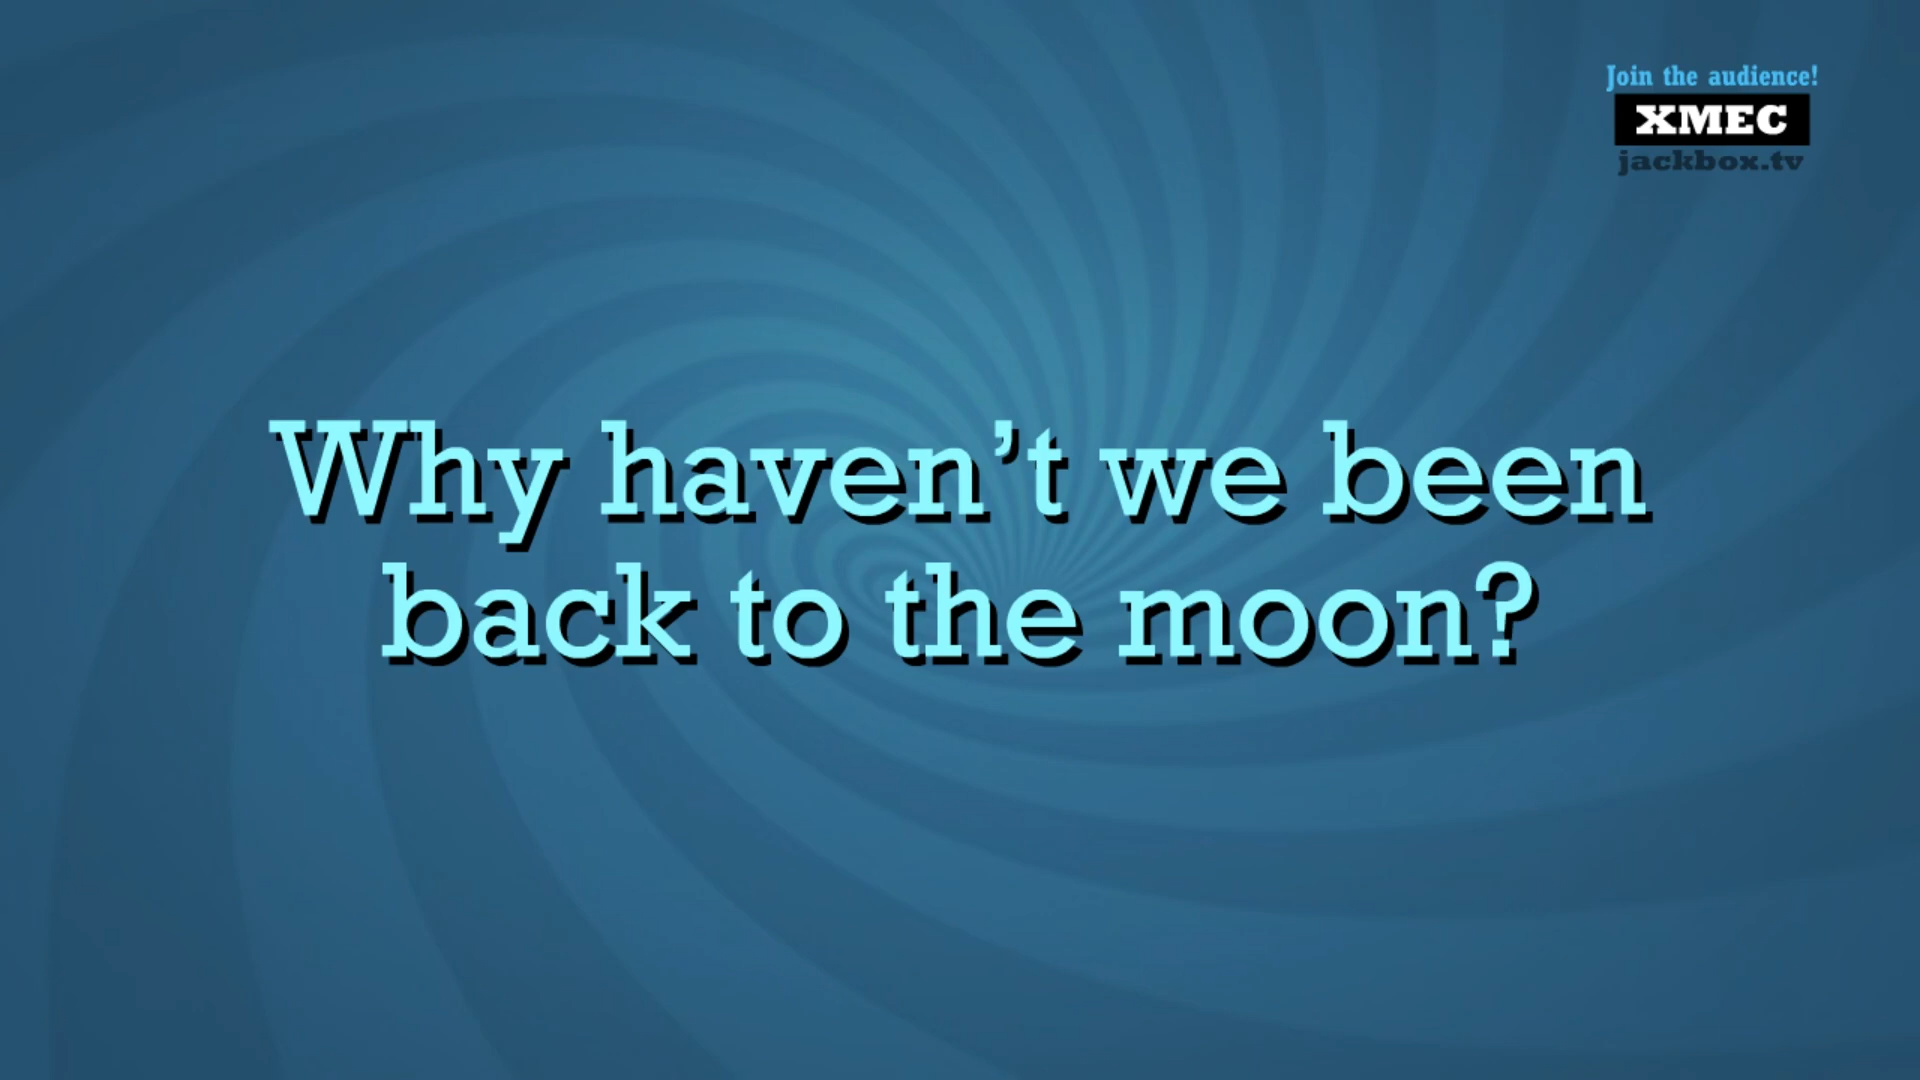 Join the audience!
XMEC
jackbox.tv
Why haven’t we been
back to the moon?